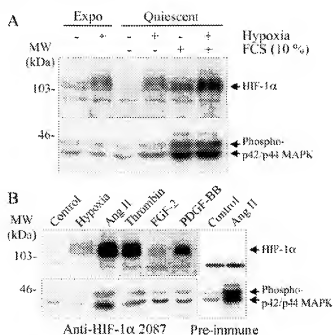 A
Expo Quiescent
- + - + - + Hypoxia
- - + + FCS (10 %)
MW
(kDa)
103- HIF-1α
46- Phospho-
p42/p44 MAPK
B
MW
(kDa)
Control Hypoxia Ang II Thrombin FGF-2 PDGF-BB Control Ang II
103- HIF-1α
46- Phospho-
p42/p44 MAPK
Anti-HIF-1α 2087 Pre-immune